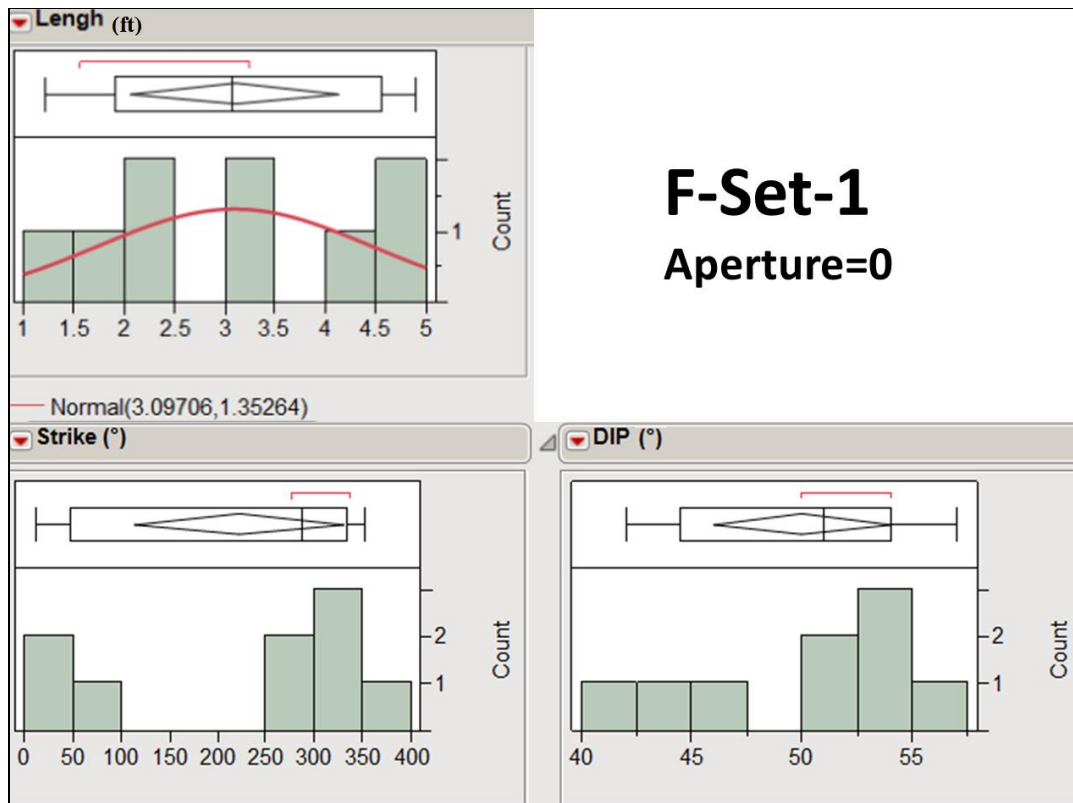 Lengh (ft)
Count
1
1 1.5 2 2.5 3 3.5 4 4.5 5
Normal(3.09706,1.35264)
F-Set-1
Aperture=0
Strike (°)
2
1
Count
0 50 100 150 200 250 300 350 400
DIP (°)
2
1
Count
40 45 50 55